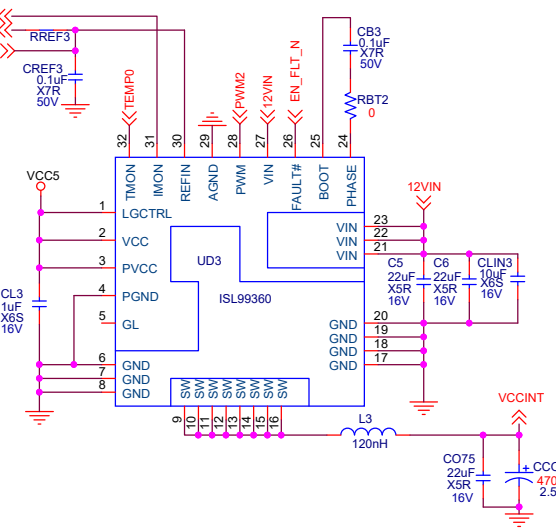 RREF3
CREF3
0.1uF
X7R
50V
TEMP0
PWM2
12VIN
EN_FLT_N
CB3
0.1uF
X7R
50V
RBT2
0
32
31
30
29
28
27
26
25
24
TMON
IMON
REFIN
AGND
PWM
VIN
FAULT#
BOOT
PHASE
VCC5
12VIN
1
LGCTRL
2
VCC
3
PVCC
4
PGND
5
GL
6
GND
7
GND
8
GND
UD3
ISL99360
VIN
23
VIN
22
VIN
21
GND
20
GND
19
GND
18
GND
17
CL3
1uF
X6S
16V
C5
22uF
X5R
16V
C6
22uF
X5R
16V
CLIN3
10uF
X6S
16V
SW
SW
SW
SW
SW
SW
SW
SW
9
10
11
12
13
14
15
16
L3
120nH
VCCINT
CO75
22uF
X5R
16V
+
CCC
470
2.5